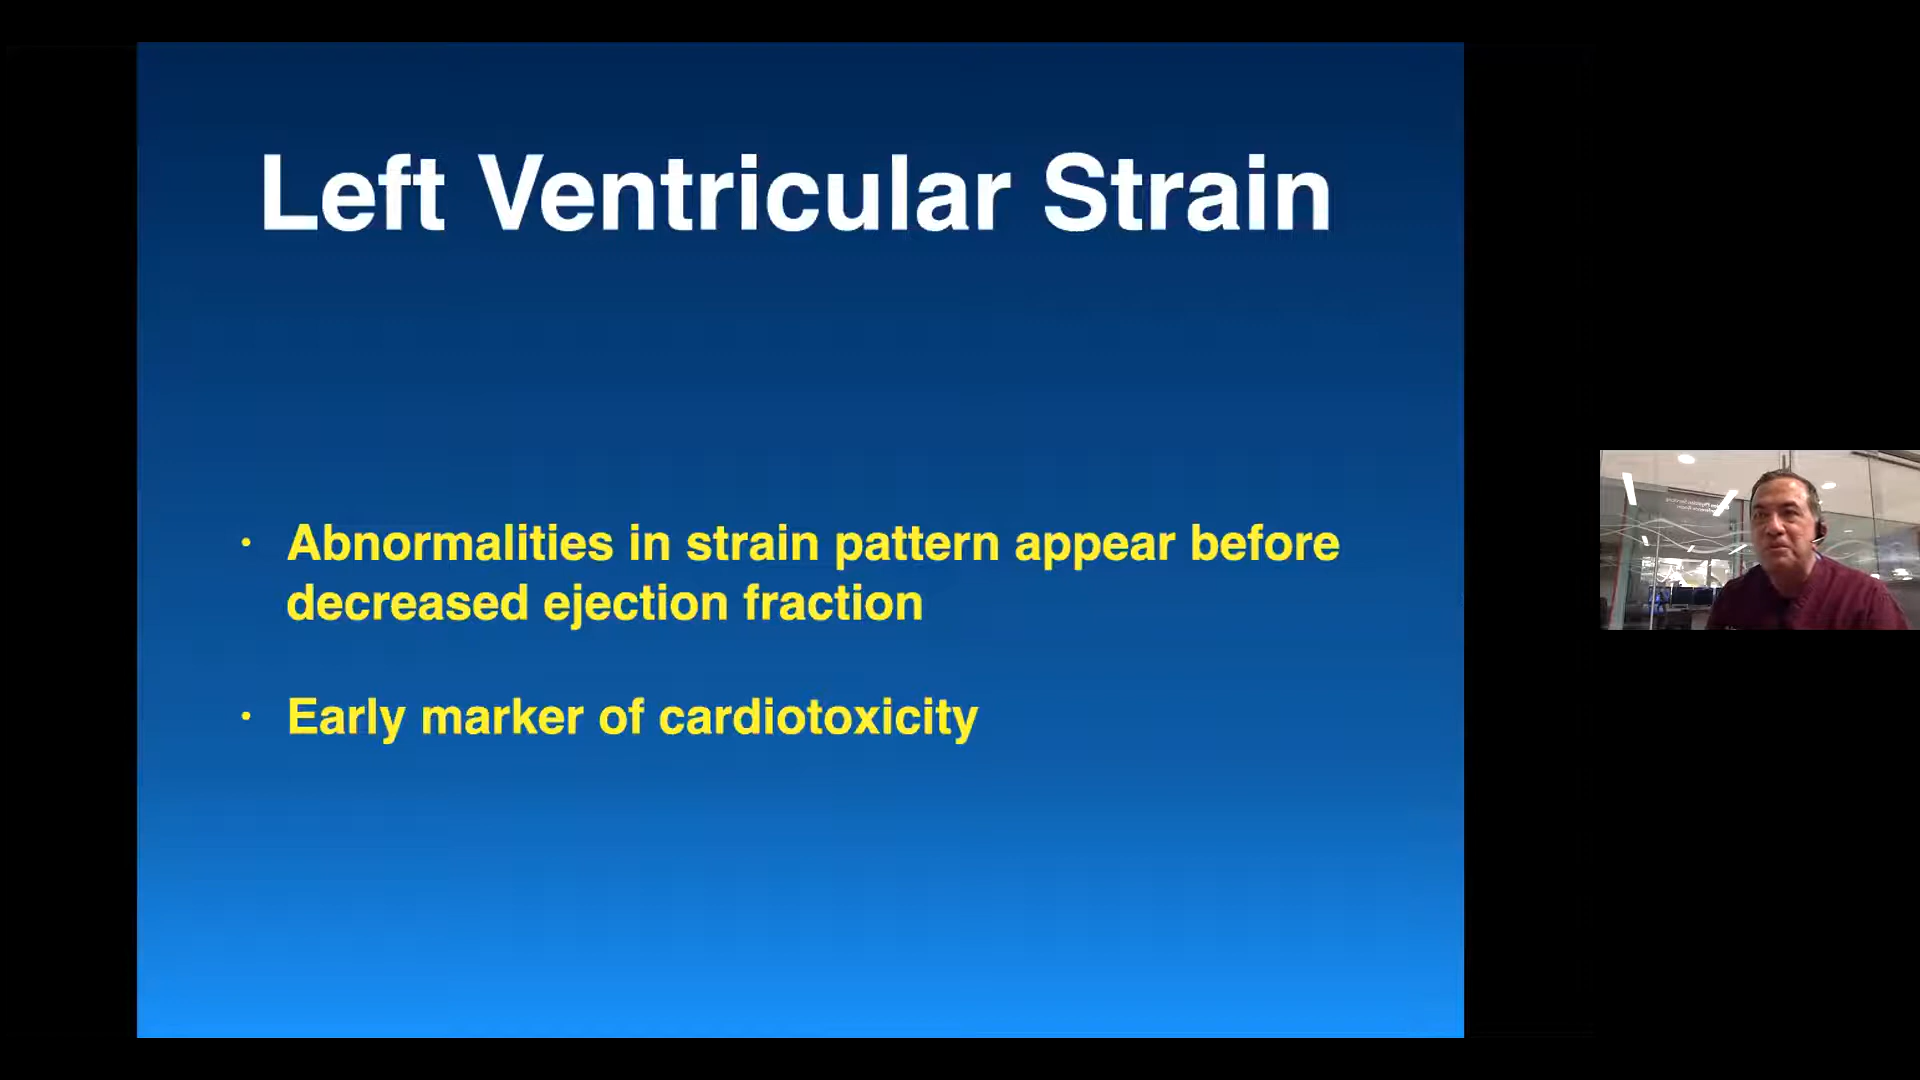 Left Ventricular Strain
• Abnormalities in strain pattern appear before
decreased ejection fraction
• Early marker of cardiotoxicity